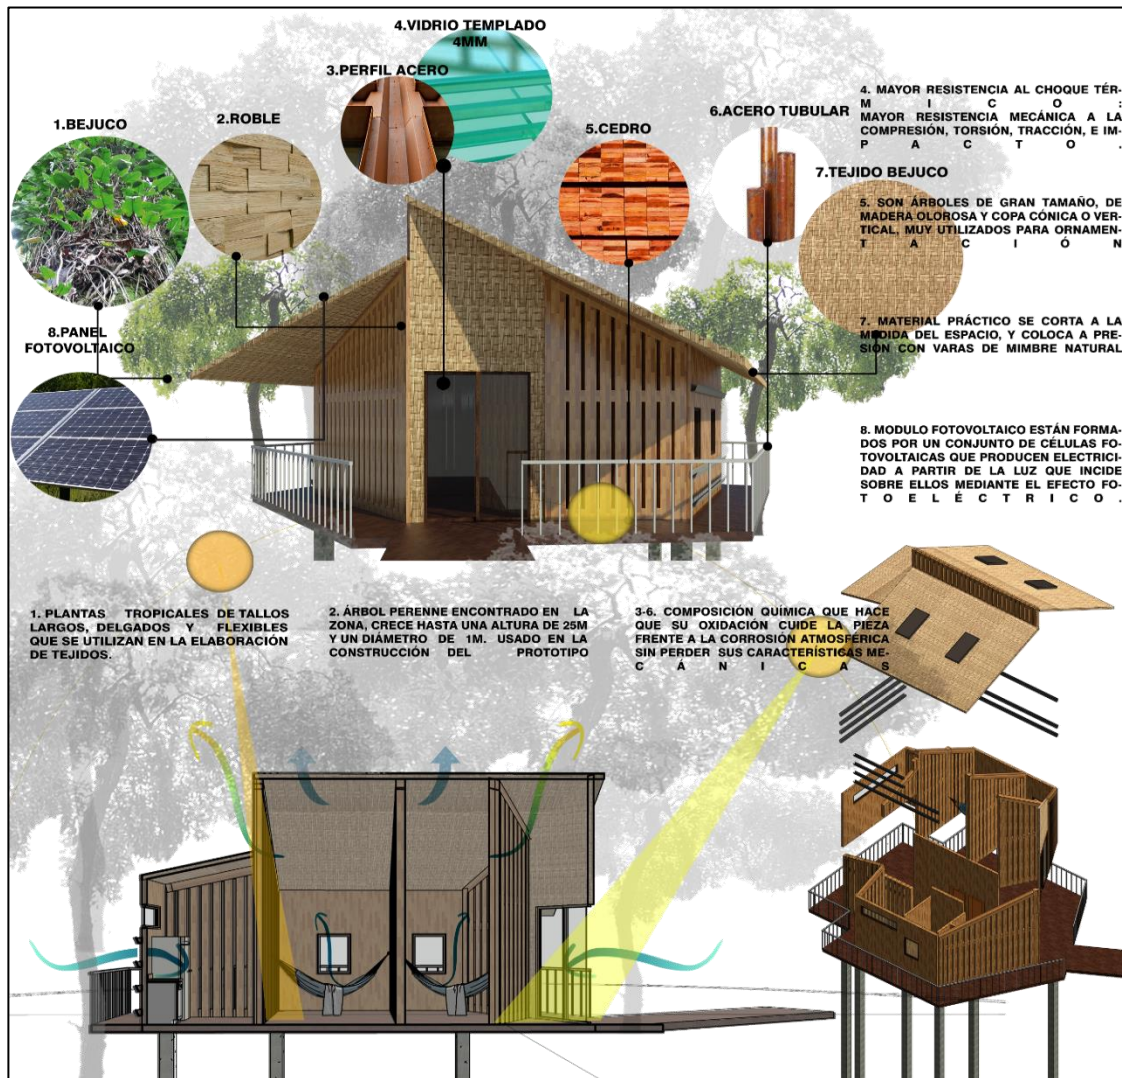 4.VIDRIO TEMPLADO
4MM
3.PERFIL ACERO
1.BEJUCO
2.ROBLE
5.CEDRO
6.ACERO TUBULAR
7.TEJIDO BEJUCO
8.PANEL
FOTOVOLTAICO
4. MAYOR RESISTENCIA AL CHOQUE TÉR-
MICO:
MAYOR RESISTENCIA MECÁNICA A LA
COMPRESIÓN, TORSIÓN, TRACCIÓN, E IM-
PACTO.
5. SON ÁRBOLES DE GRAN TAMAÑO, DE
MADERA OLOROSA Y COPA CÓNICA O VER-
TICAL, MUY UTILIZADOS PARA ORNAMEN-
TACIÓN
7. MATERIAL PRÁCTICO SE CORTA A LA
MEDIDA DEL ESPACIO, Y COLOCA A PRE-
SIÓN CON VARAS DE MIMBRE NATURAL
8. MODULO FOTOVOLTAICO ESTÁN FORMA-
DOS POR UN CONJUNTO DE CÉLULAS FO-
TOVOLTAICAS QUE PRODUCEN ELECTRICI-
DAD A PARTIR DE LA LUZ QUE INCIDE
SOBRE ELLOS MEDIANTE EL EFECTO FO-
TOELÉCTRICO.
1. PLANTAS TROPICALES DE TALLOS
LARGOS, DELGADOS Y FLEXIBLES
QUE SE UTILIZAN EN LA ELABORACIÓN
DE TEJIDOS.
2. ÁRBOL PERENNE ENCONTRADO EN LA
ZONA, CRECE HASTA UNA ALTURA DE 25M
Y UN DIÁMETRO DE 1M. USADO EN LA
CONSTRUCCIÓN DEL PROTOTIPO
3-6. COMPOSICIÓN QUÍMICA QUE HACE
QUE SU OXIDACIÓN CUIDE LA PIEZA
FRENTE A LA CORROSIÓN ATMOSFÉRICA
SIN PERDER SUS CARACTERÍSTICAS ME-
CÁNICAS